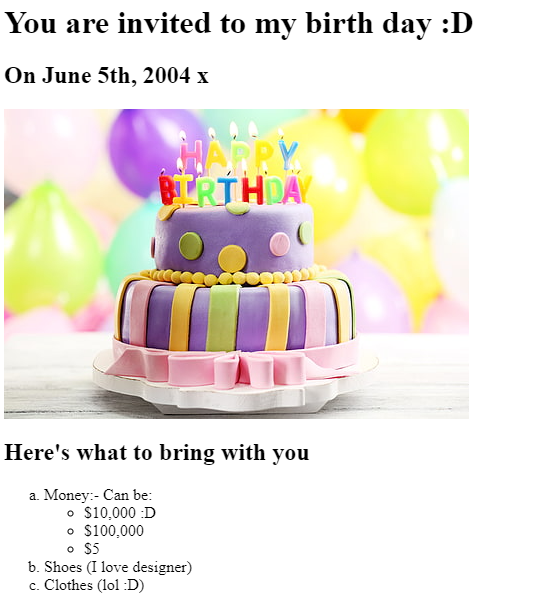 You are invited to my birth day :D
On June 5th, 2004 x
HAPPY
BIRTHDAY
Here's what to bring with you
a. Money:- Can be:
$10,000 :D
$100,000
$5
b. Shoes (I love designer)
c. Clothes (lol :D)